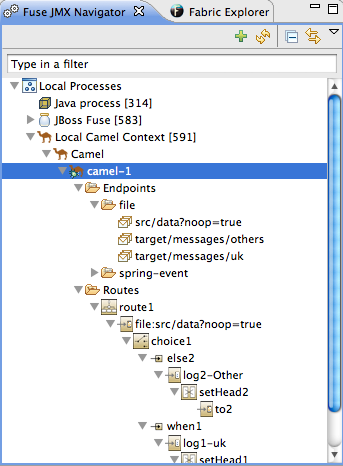 Fuse JMX Navigator
Fabric Explorer
Type in a filter
Local Processes
Java process [314]
JBoss Fuse [583]
Local Camel Context [591]
Camel
camel-1
Endpoints
file
src/data?noop=true
target/messages/others
target/messages/uk
spring-event
Routes
route1
file:src/data?noop=true
choice1
else2
log2-Other
setHead2
to2
when1
log1-uk
setHead1